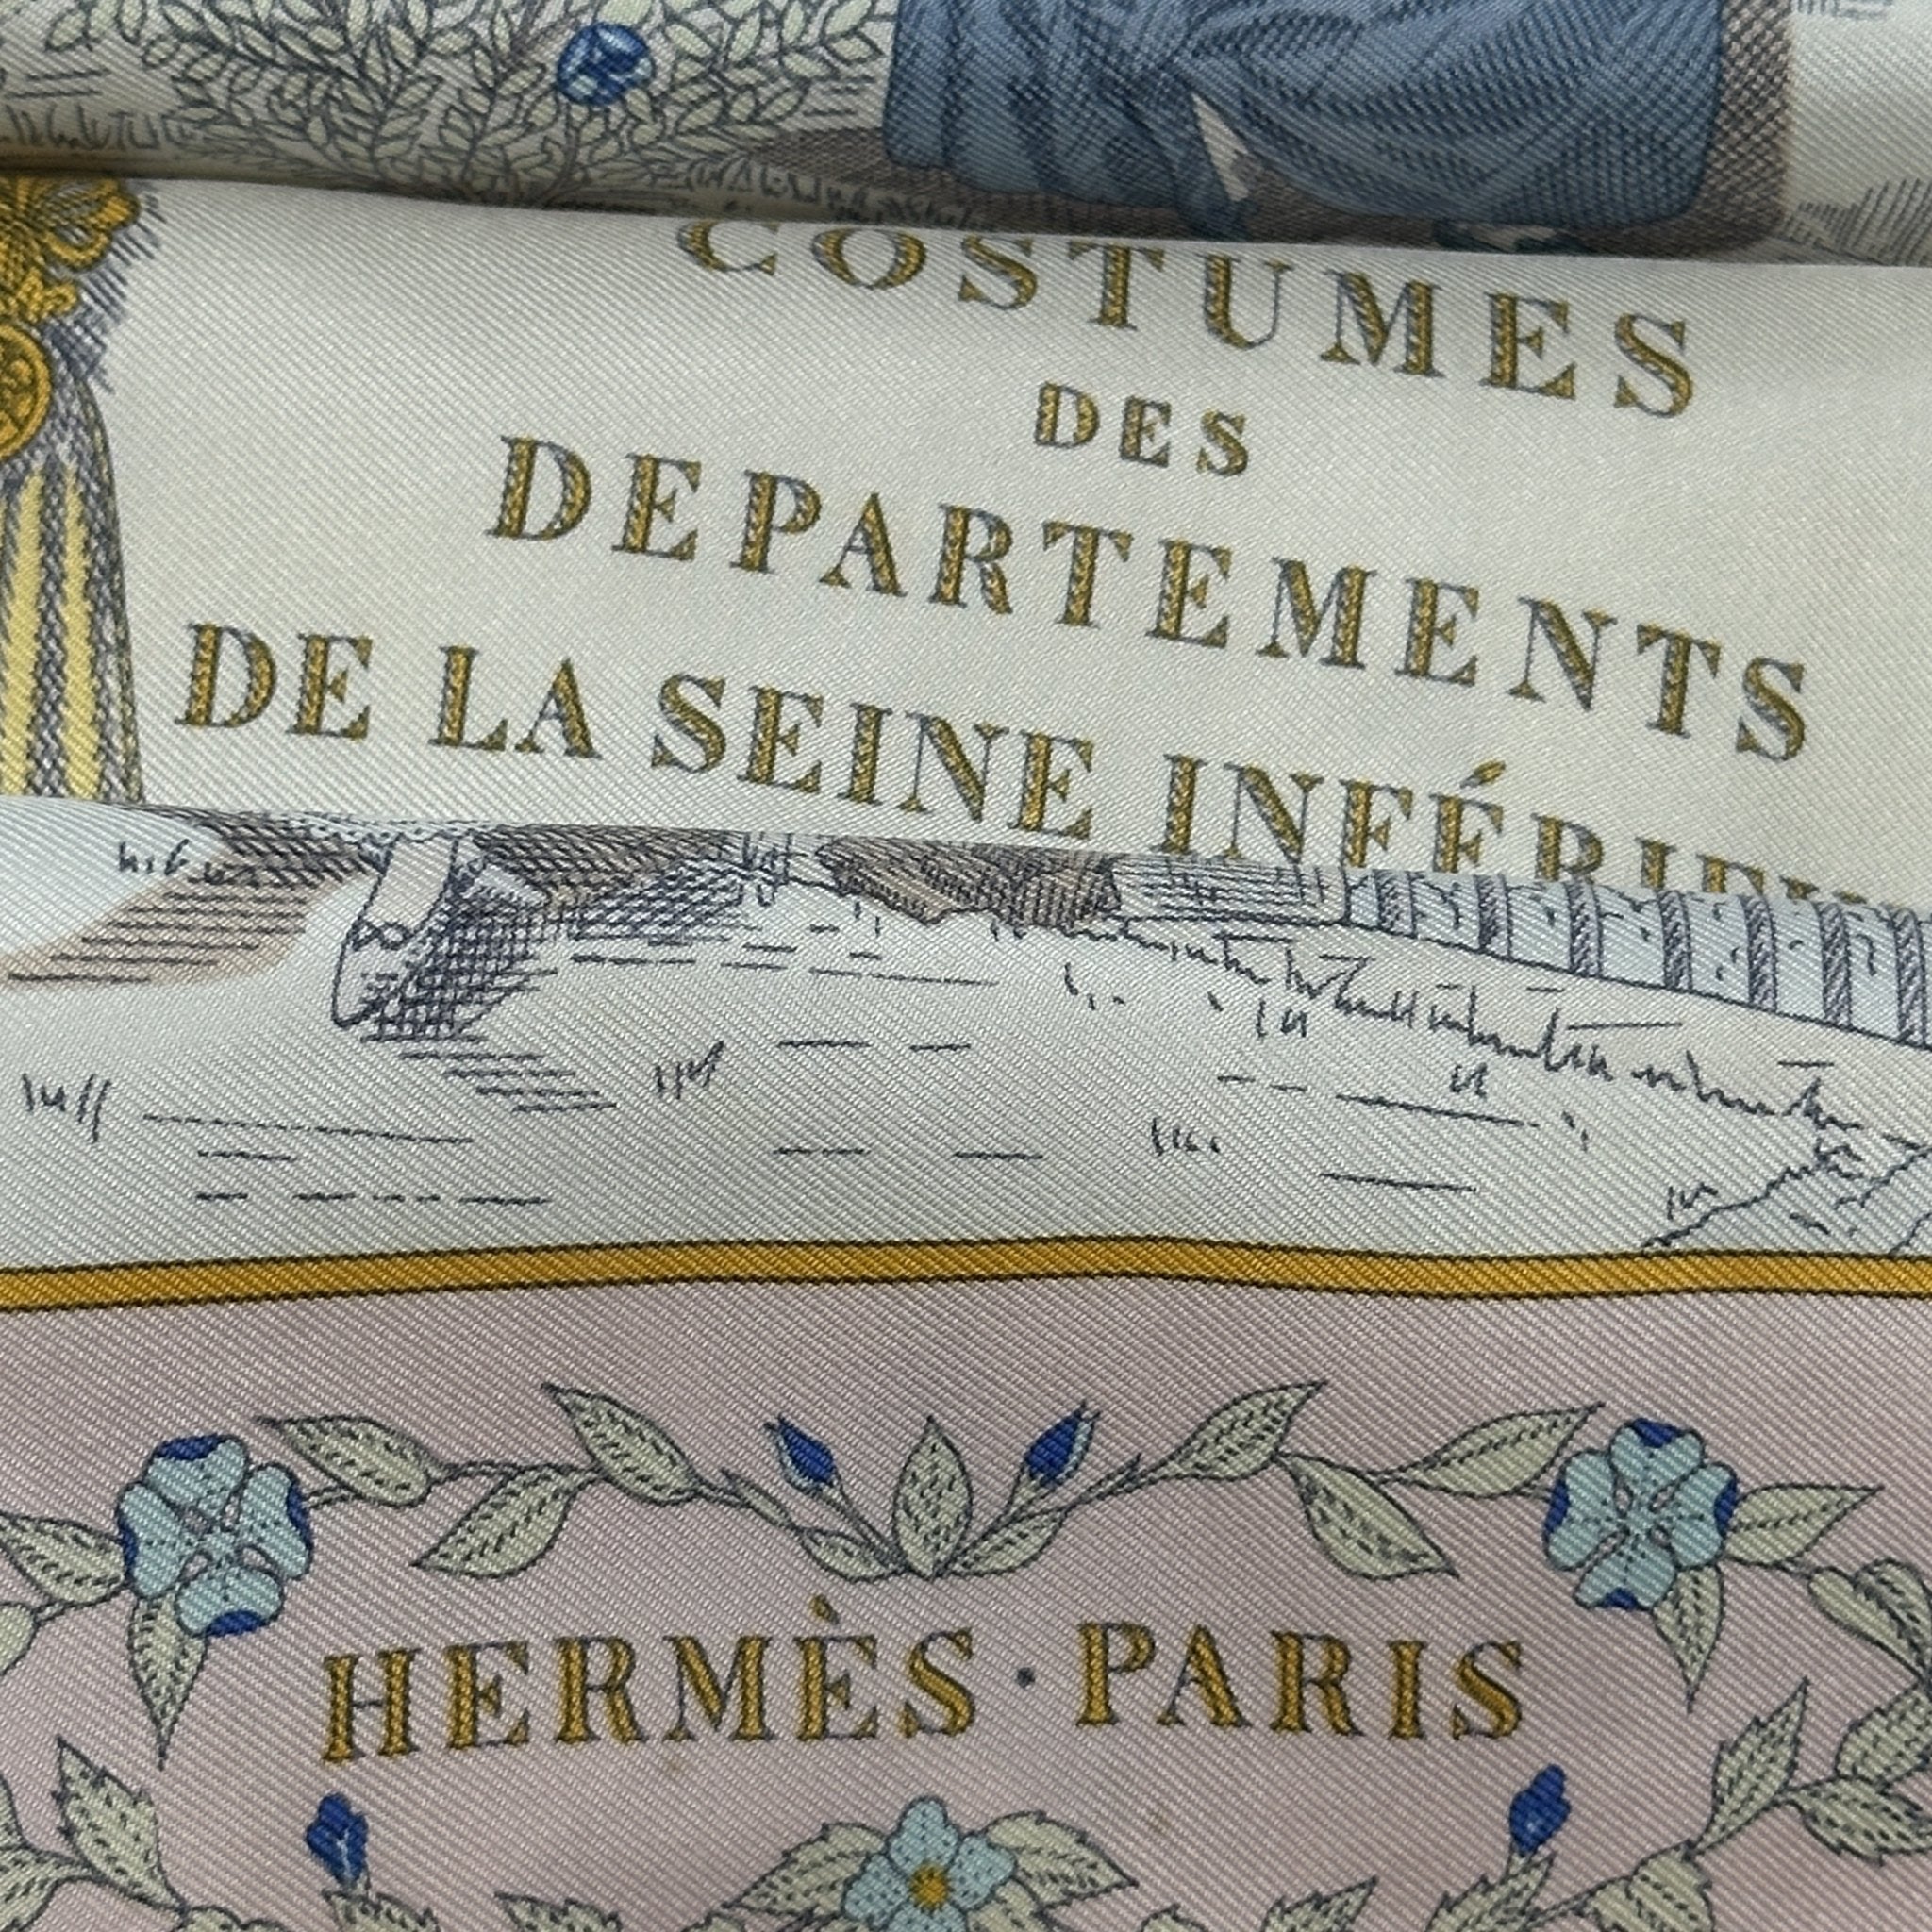 COSTUMES
DES
DEPARTEMENTS
DE LA SEINE
HERMÈS · PARIS